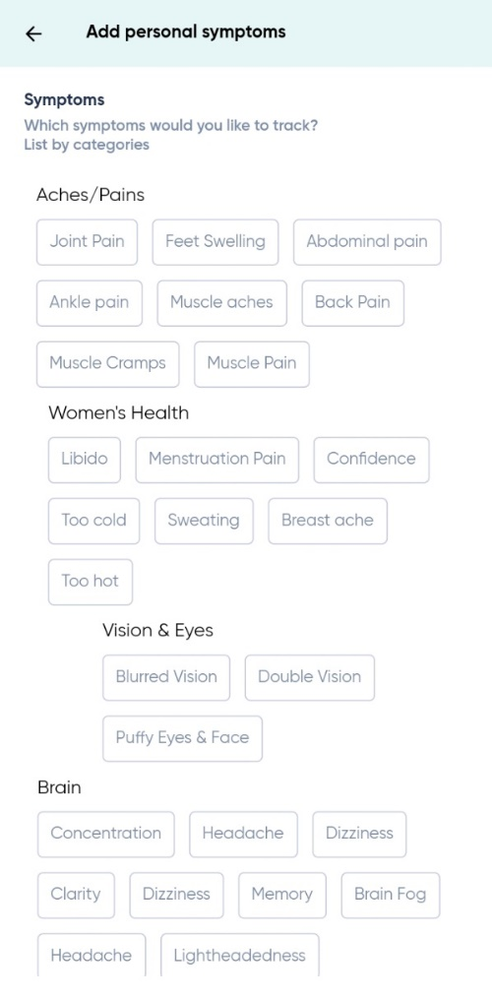 Add personal symptoms
Symptoms
Which symptoms would you like to track?
List by categories
Aches/Pains
Joint Pain Feet Swelling Abdominal pain
Ankle pain Muscle aches Back Pain
Muscle Cramps Muscle Pain
Women's Health
Libido Menstruation Pain Confidence
Too cold Sweating Breast ache
Too hot
Vision & Eyes
Blurred Vision Double Vision
Puffy Eyes & Face
Brain
Concentration Headache Dizziness
Clarity Dizziness Memory Brain Fog
Headache Lightheadedness